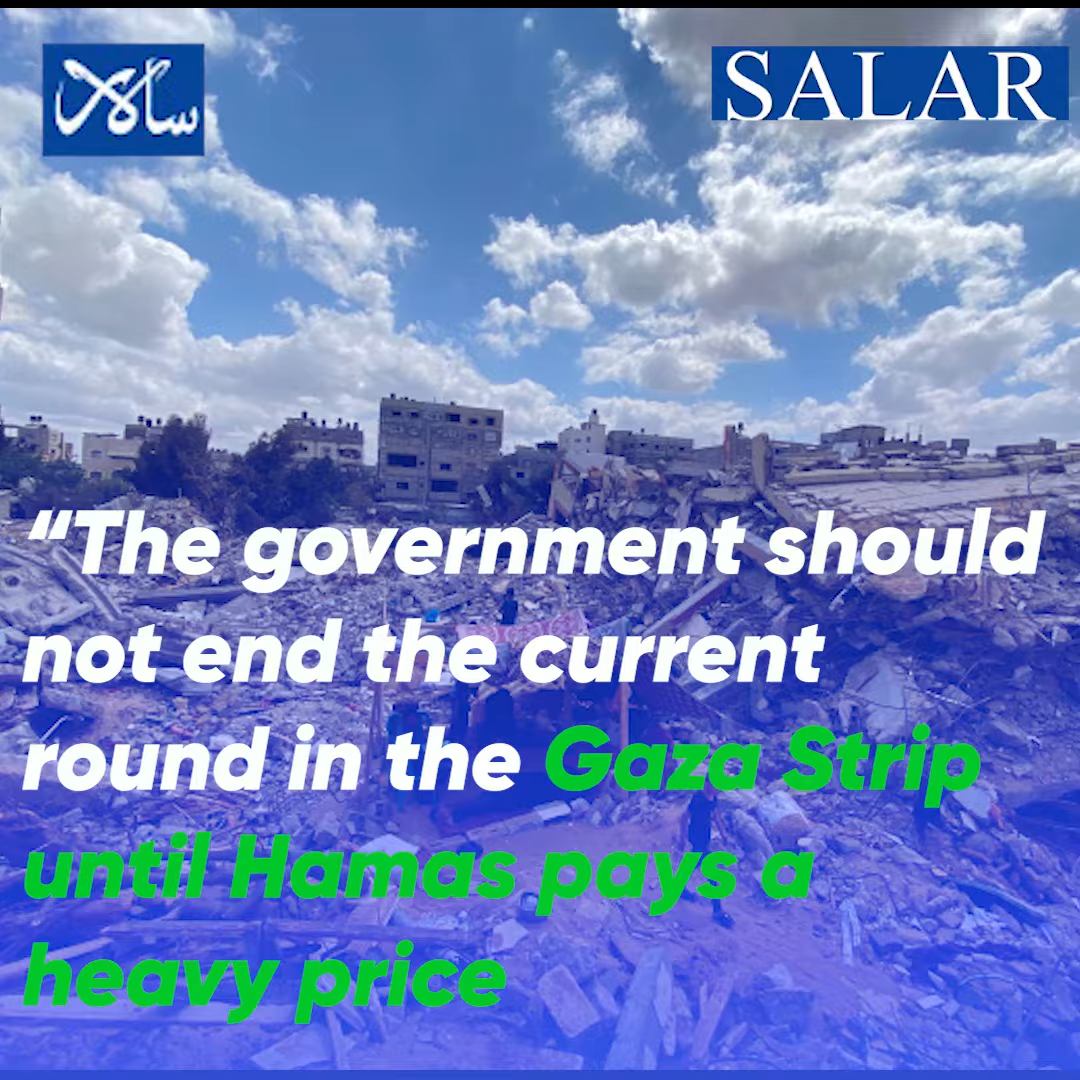 سالار
SALAR
“The government should
not end the current
round in the Gaza Strip
until Hamas pays a
heavy price